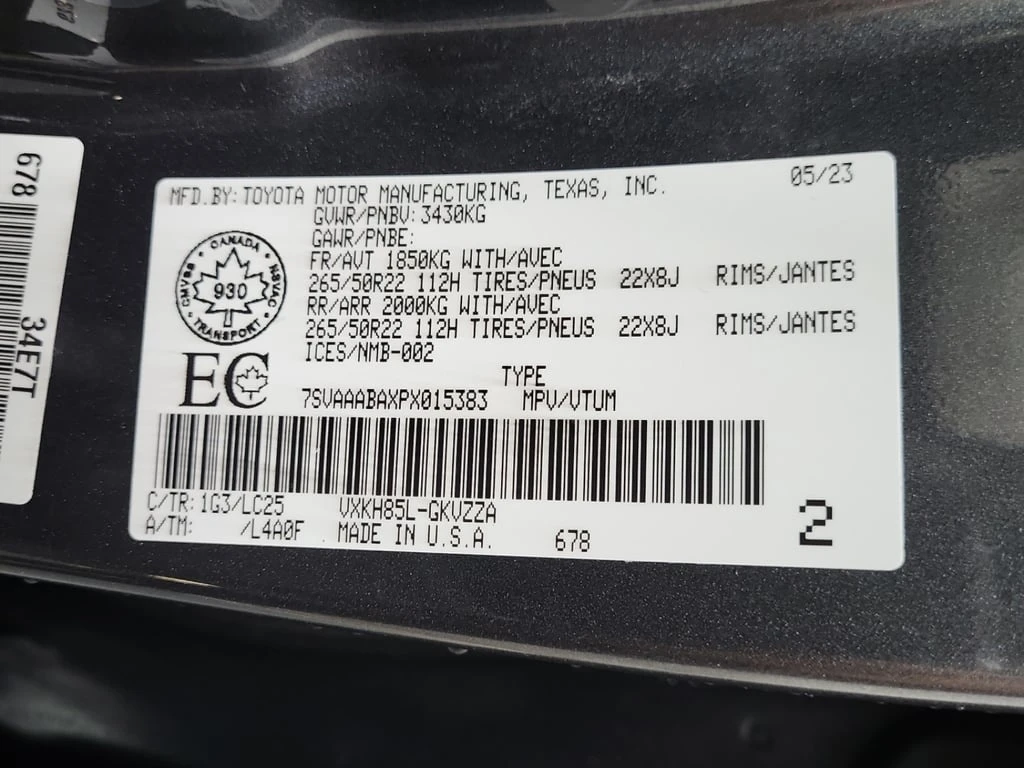 678
34E7T
MFD.BY:TOYOTA MOTOR MANUFACTURING, TEXAS, INC. 05/23
GVWR/PNBV:3430KG
GAWR/PNBE:
FR/AVT 1850KG WITH/AVEC
265/50R22 112H TIRES/PNEUS 22X8J RIMS/JANTES
RR/ARR 2000KG WITH/AVEC
265/50R22 112H TIRES/PNEUS 22X8J RIMS/JANTES
ICES/NMB-002
CANADA
CMVSS
NSVAC
930
TRANSPORT
EC
TYPE
7SVAAABAXPX015383 MPV/VTUM
C/TR:1G3/LC25 VXKH85L-GKVZZA
A/TM: /L4A0F MADE IN U.S.A. 678
2